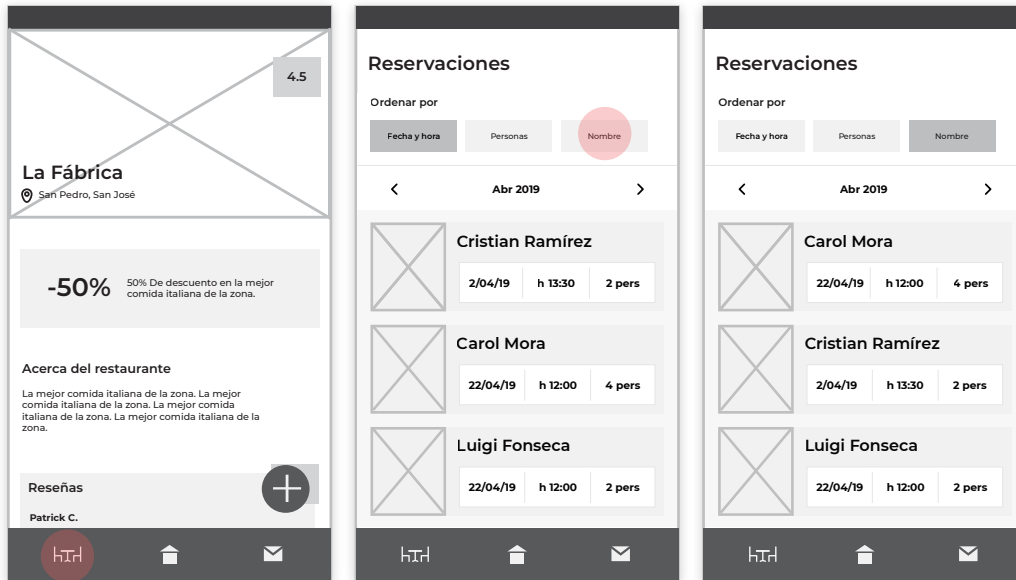 4.5
La Fábrica
San Pedro, San José
-50%
50% De descuento en la mejor
comida italiana de la zona.
Acerca del restaurante
La mejor comida italiana de la zona. La mejor
comida italiana de la zona. La mejor comida
italiana de la zona. La mejor comida italiana de la
zona.
Reseñas
Patrick C.
Reservaciones
Ordenar por
Fecha y hora Personas Nombre
Abr 2019
Cristian Ramírez
2/04/19 h 13:30 2 pers
Carol Mora
22/04/19 h 12:00 4 pers
Luigi Fonseca
22/04/19 h 12:00 2 pers
Reservaciones
Ordenar por
Fecha y hora Personas Nombre
Abr 2019
Carol Mora
22/04/19 h 12:00 4 pers
Cristian Ramírez
2/04/19 h 13:30 2 pers
Luigi Fonseca
22/04/19 h 12:00 2 pers